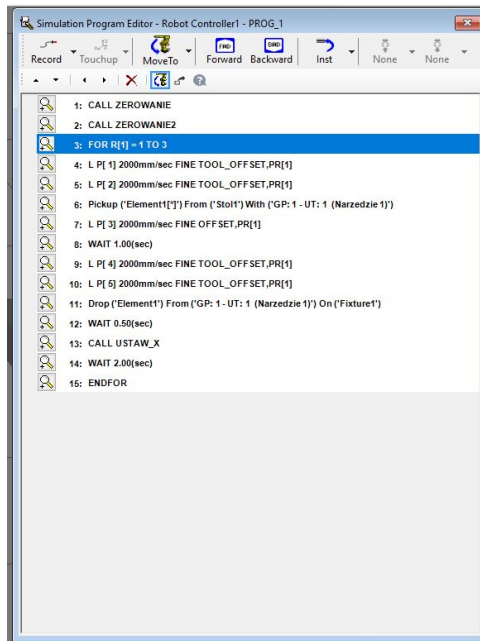 Simulation Program Editor - Robot Controller1 - PROG_1
Record Touchup MoveTo FWD Forward BWD Backward Inst None None
1: CALL ZEROWANIE
2: CALL ZEROWANIE2
3: FOR R[1] = 1 TO 3
4: L P[ 1] 2000mm/sec FINE TOOL_OFFSET,PR[1]
5: L P[ 2] 2000mm/sec FINE TOOL_OFFSET,PR[1]
6: Pickup ('Element1[*]') From ('Stol1') With ('GP: 1 - UT: 1 (Narzedzie 1)')
7: L P[ 3] 2000mm/sec FINE OFFSET,PR[1]
8: WAIT 1.00(sec)
9: L P[ 4] 2000mm/sec FINE TOOL_OFFSET,PR[1]
10: L P[ 5] 2000mm/sec FINE TOOL_OFFSET,PR[1]
11: Drop ('Element1') From ('GP: 1 - UT: 1 (Narzedzie 1)') On ('Fixture1')
12: WAIT 0.50(sec)
13: CALL USTAW_X
14: WAIT 2.00(sec)
15: ENDFOR